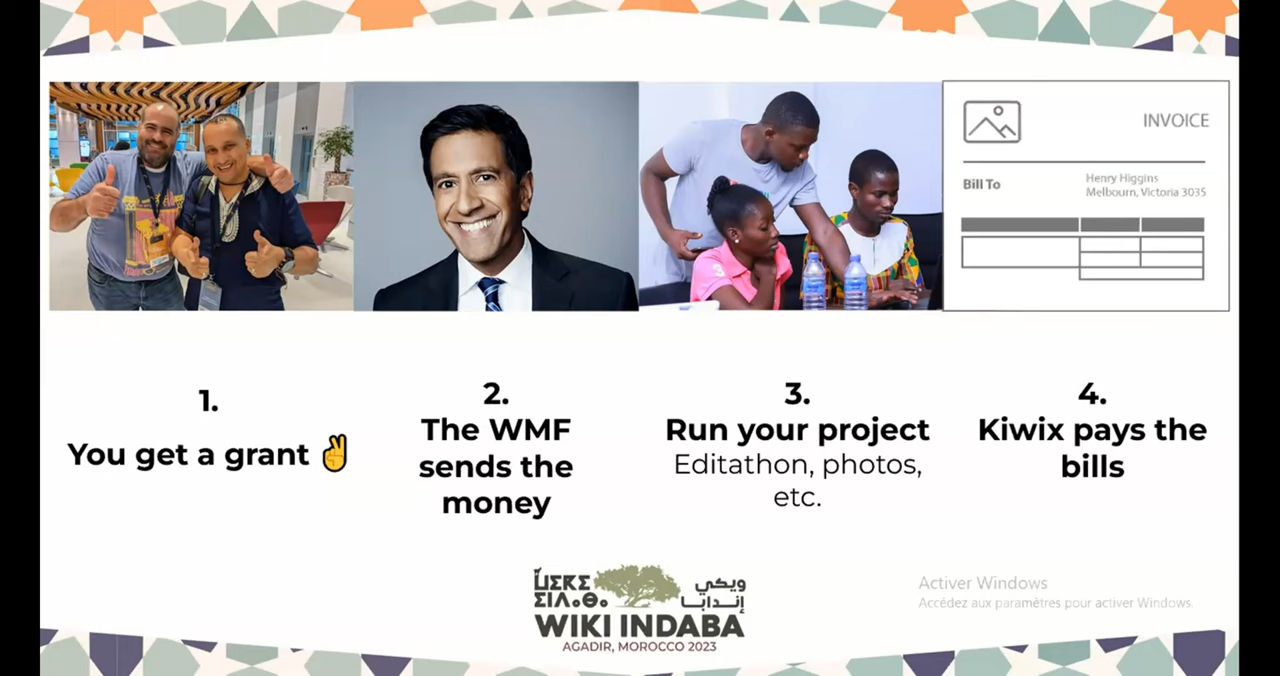 INVOICE
Bill To
Henry Higgins
Melbourn, Victoria 3035
1.
You get a grant ✌
2.
The WMF
sends the
money
3.
Run your project
Editathon, photos,
etc.
4.
Kiwix pays the
bills
ⵡⵉⴽⵉ
ⵉⵏⴷⴰⴱⴰ
ويكي
إندابا
WIKI INDABA
AGADIR, MOROCCO 2023
Activer Windows
Accédez aux paramètres pour activer Windows.